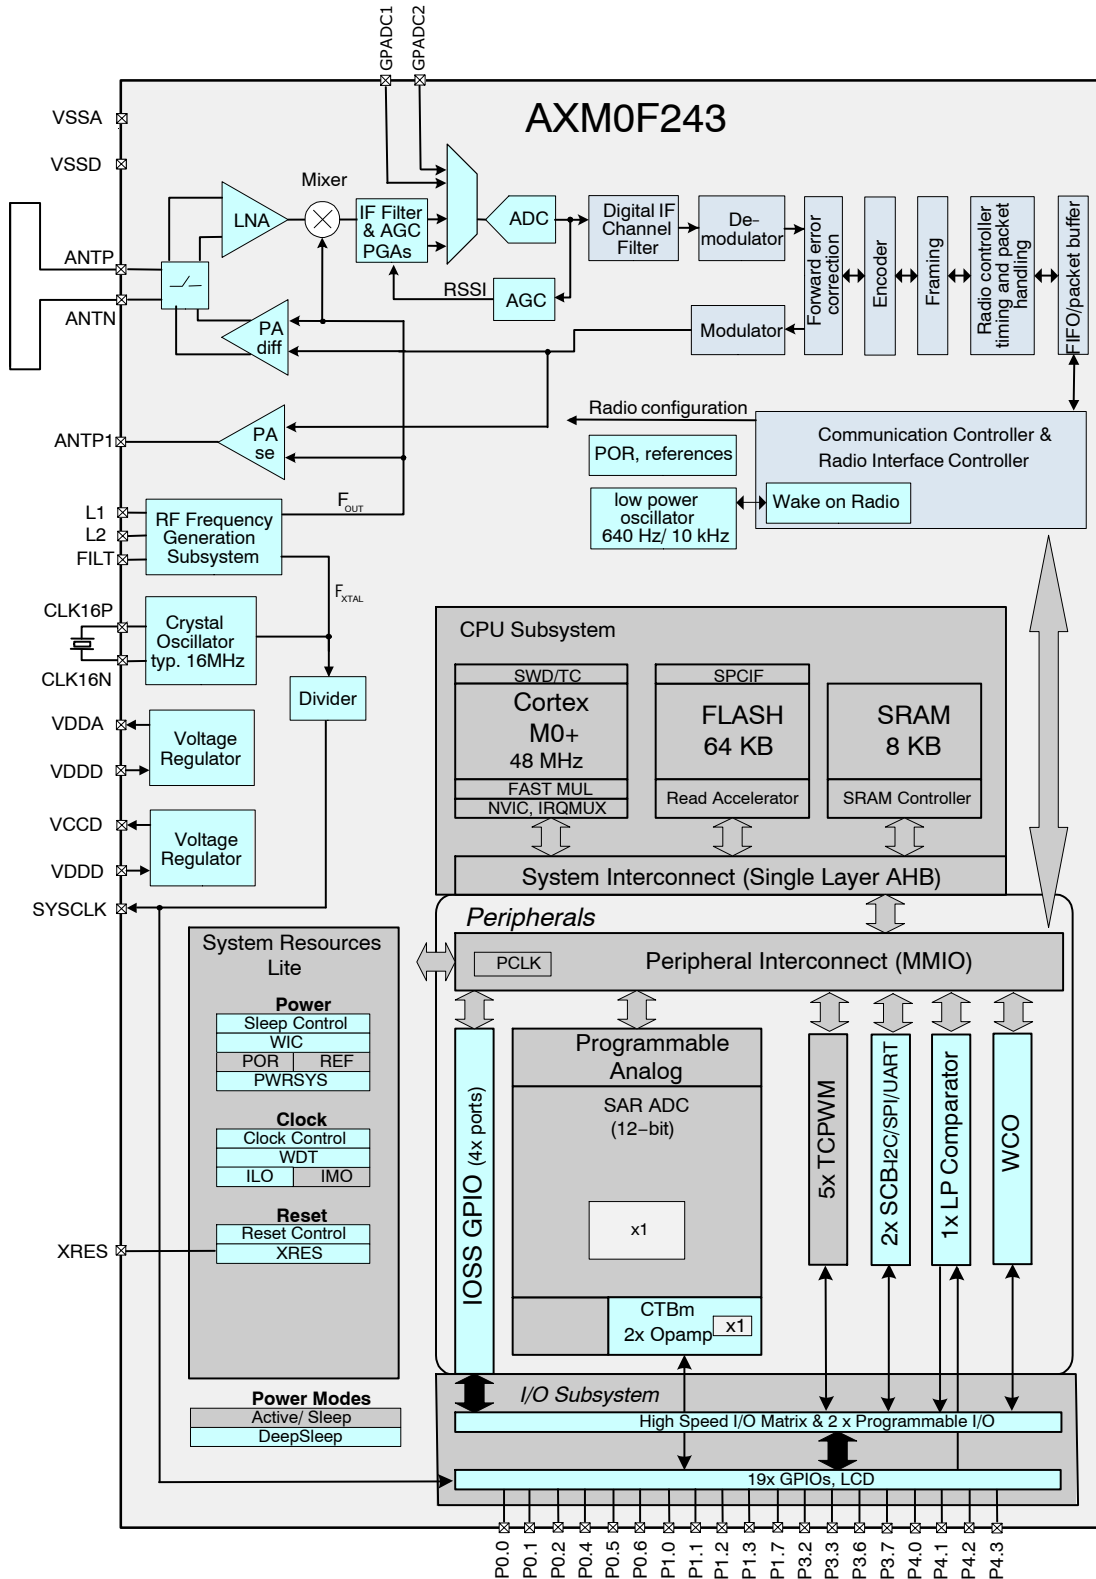 GPADC1
GPADC2
AXM0F243
VSSA
VSSD
ANTP
ANTN
ANTP1
L1
L2
FILT
CLK16P
CLK16N
VDDA
VDDD
VCCD
VDDD
SYSCLK
XRES
LNA
Mixer
IF Filter
& AGC
PGAs
ADC
RSSI
AGC
Digital IF
Channel
Filter
De-
modulator
Modulator
Forward error
correction
Encoder
Framing
Radio controller
timing and packet
handling
FIFO/packet buffer
PA
diff
PA
se
Radio configuration
Communication Controller &
Radio Interface Controller
POR, references
low power
oscillator
640 Hz/ 10 kHz
Wake on Radio
RF Frequency
Generation
Subsystem
FOUT
FXTAL
Crystal
Oscillator
typ. 16MHz
Divider
Voltage
Regulator
Voltage
Regulator
CPU Subsystem
SWD/TC
Cortex
M0+
48 MHz
FAST MUL
NVIC, IRQMUX
SPCIF
FLASH
64 KB
Read Accelerator
SRAM
8 KB
SRAM Controller
System Interconnect (Single Layer AHB)
Peripherals
PCLK
Peripheral Interconnect (MMIO)
System Resources
Lite
Power
Sleep Control
WIC
POR
REF
PWRSYS
Clock
Clock Control
WDT
ILO
IMO
Reset
Reset Control
XRES
Power Modes
Active/ Sleep
DeepSleep
IOSS GPIO (4x ports)
Programmable
Analog
SAR ADC
(12−bit)
x1
CTBm
2x Opamp
x1
5x TCPWM
2x SCB-I2C/SPI/UART
1x LP Comparator
WCO
I/O Subsystem
High Speed I/O Matrix & 2 x Programmable I/O
19x GPIOs, LCD
P0.0
P0.1
P0.2
P0.4
P0.5
P0.6
P1.0
P1.1
P1.2
P1.3
P1.7
P3.2
P3.3
P3.6
P3.7
P4.0
P4.1
P4.2
P4.3